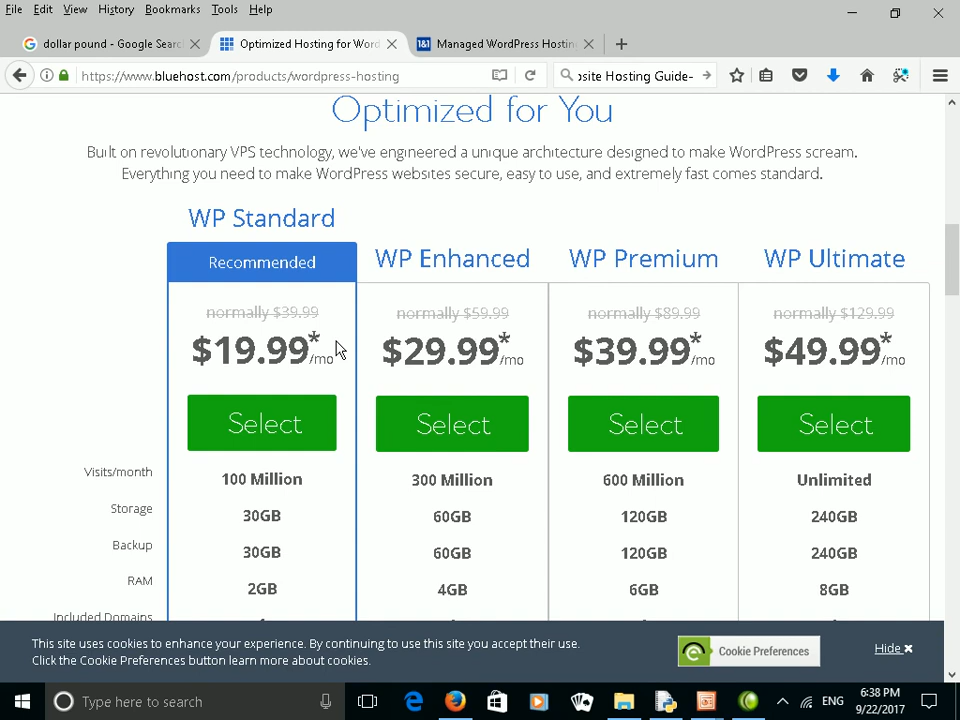 File Edit View History Bookmarks Tools Help
dollar pound - Google Searc
Optimized Hosting for Word
1&1 Managed WordPress Hosting
https://www.bluehost.com/products/wordpress-hosting
osite Hosting Guide-
Optimized for You
Built on revolutionary VPS technology, we've engineered a unique architecture designed to make WordPress scream.
Everything you need to make WordPress websites secure, easy to use, and extremely fast comes standard.
WP Standard
Recommended WP Enhanced WP Premium WP Ultimate
normally $39.99 normally $59.99 normally $89.99 normally $129.99
$19.99*/mo $29.99*/mo $39.99*/mo $49.99*/mo
Select Select Select Select
Visits/month 100 Million 300 Million 600 Million Unlimited
Storage 30GB 60GB 120GB 240GB
Backup 30GB 60GB 120GB 240GB
RAM 2GB 4GB 6GB 8GB
Included Domains
This site uses cookies to enhance your experience. By continuing to use this site you accept their use.
Click the Cookie Preferences button learn more about cookies.
Cookie Preferences
Hide
Type here to search
ENG
6:38 PM
9/22/2017